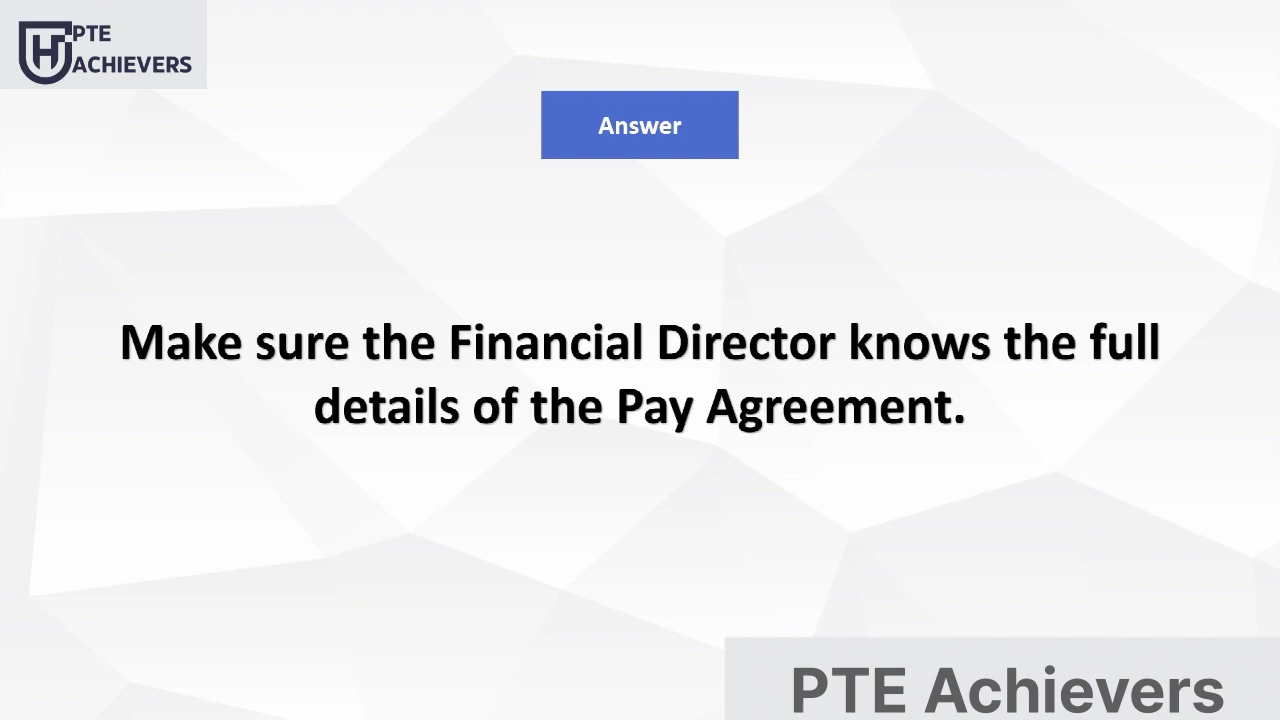 PTE
ACHIEVERS
Answer
Make sure the Financial Director knows the full
details of the Pay Agreement.
PTE Achievers